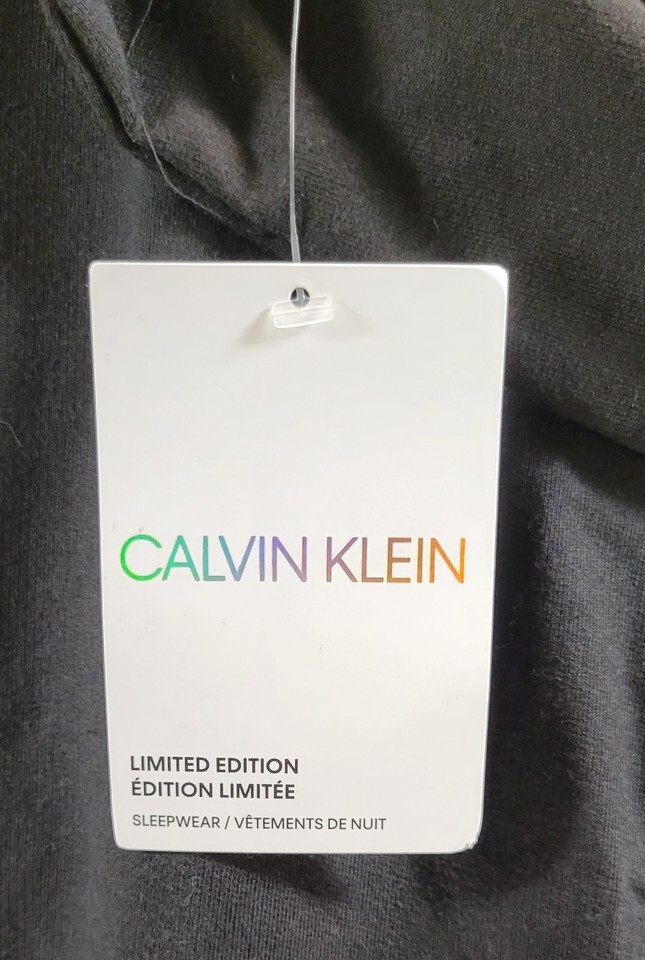 CALVIN KLEIN
LIMITED EDITION
ÉDITION LIMITÉE
SLEEPWEAR / VÊTEMENTS DE NUIT